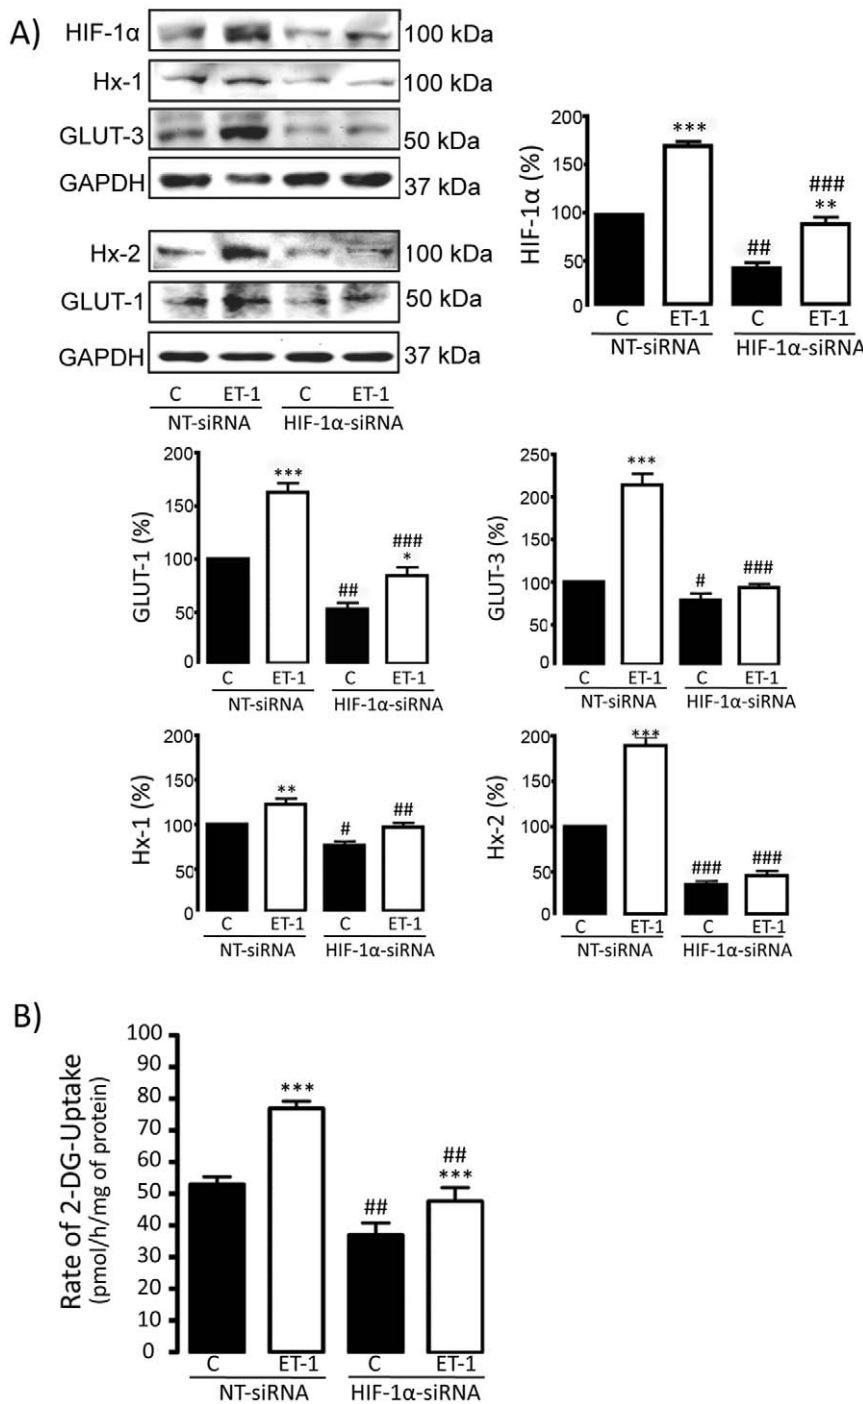 A)
HIF-1α 100 kDa
Hx-1 100 kDa
GLUT-3 50 kDa
GAPDH 37 kDa
Hx-2 100 kDa
GLUT-1 50 kDa
GAPDH 37 kDa
C ET-1 C ET-1
NT-siRNA HIF-1α-siRNA
HIF-1α (%)
200
150
100
50
0
***
##
###
**
C ET-1 C ET-1
NT-siRNA HIF-1α-siRNA
GLUT-1 (%)
200
150
100
50
0
***
##
###
*
C ET-1 C ET-1
NT-siRNA HIF-1α-siRNA
GLUT-3 (%)
250
200
150
100
50
0
***
#
###
C ET-1 C ET-1
NT-siRNA HIF-1α-siRNA
Hx-1 (%)
200
150
100
50
0
**
#
##
C ET-1 C ET-1
NT-siRNA HIF-1α-siRNA
Hx-2 (%)
200
150
100
50
0
***
###
###
C ET-1 C ET-1
NT-siRNA HIF-1α-siRNA
B)
Rate of 2-DG-Uptake
(pmol/h/mg of protein)
100
90
80
70
60
50
40
30
20
10
0
***
##
##
***
C ET-1 C ET-1
NT-siRNA HIF-1α-siRNA